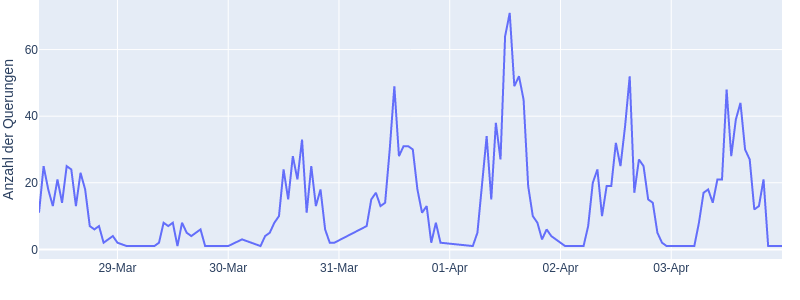 Anzahl der Querungen
60
40
20
0
29-Mar
30-Mar
31-Mar
01-Apr
02-Apr
03-Apr